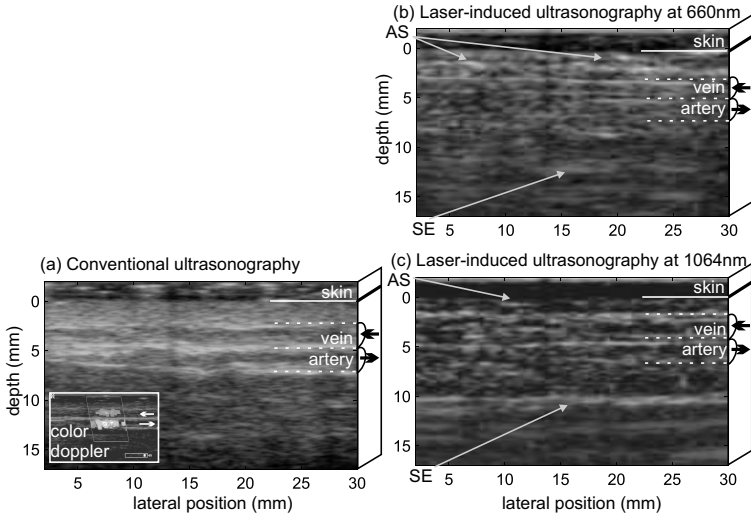 (b) Laser-induced ultrasonography at 660nm
AS
skin
vein
artery
SE
depth (mm)
0
5
10
15
5 10 15 20 25 30
(a) Conventional ultrasonography
skin
vein
artery
color
doppler
depth (mm)
0
5
10
15
5 10 15 20 25 30
lateral position (mm)
(c) Laser-induced ultrasonography at 1064nm
AS
skin
vein
artery
SE
0
5
10
15
5 10 15 20 25 30
lateral position (mm)